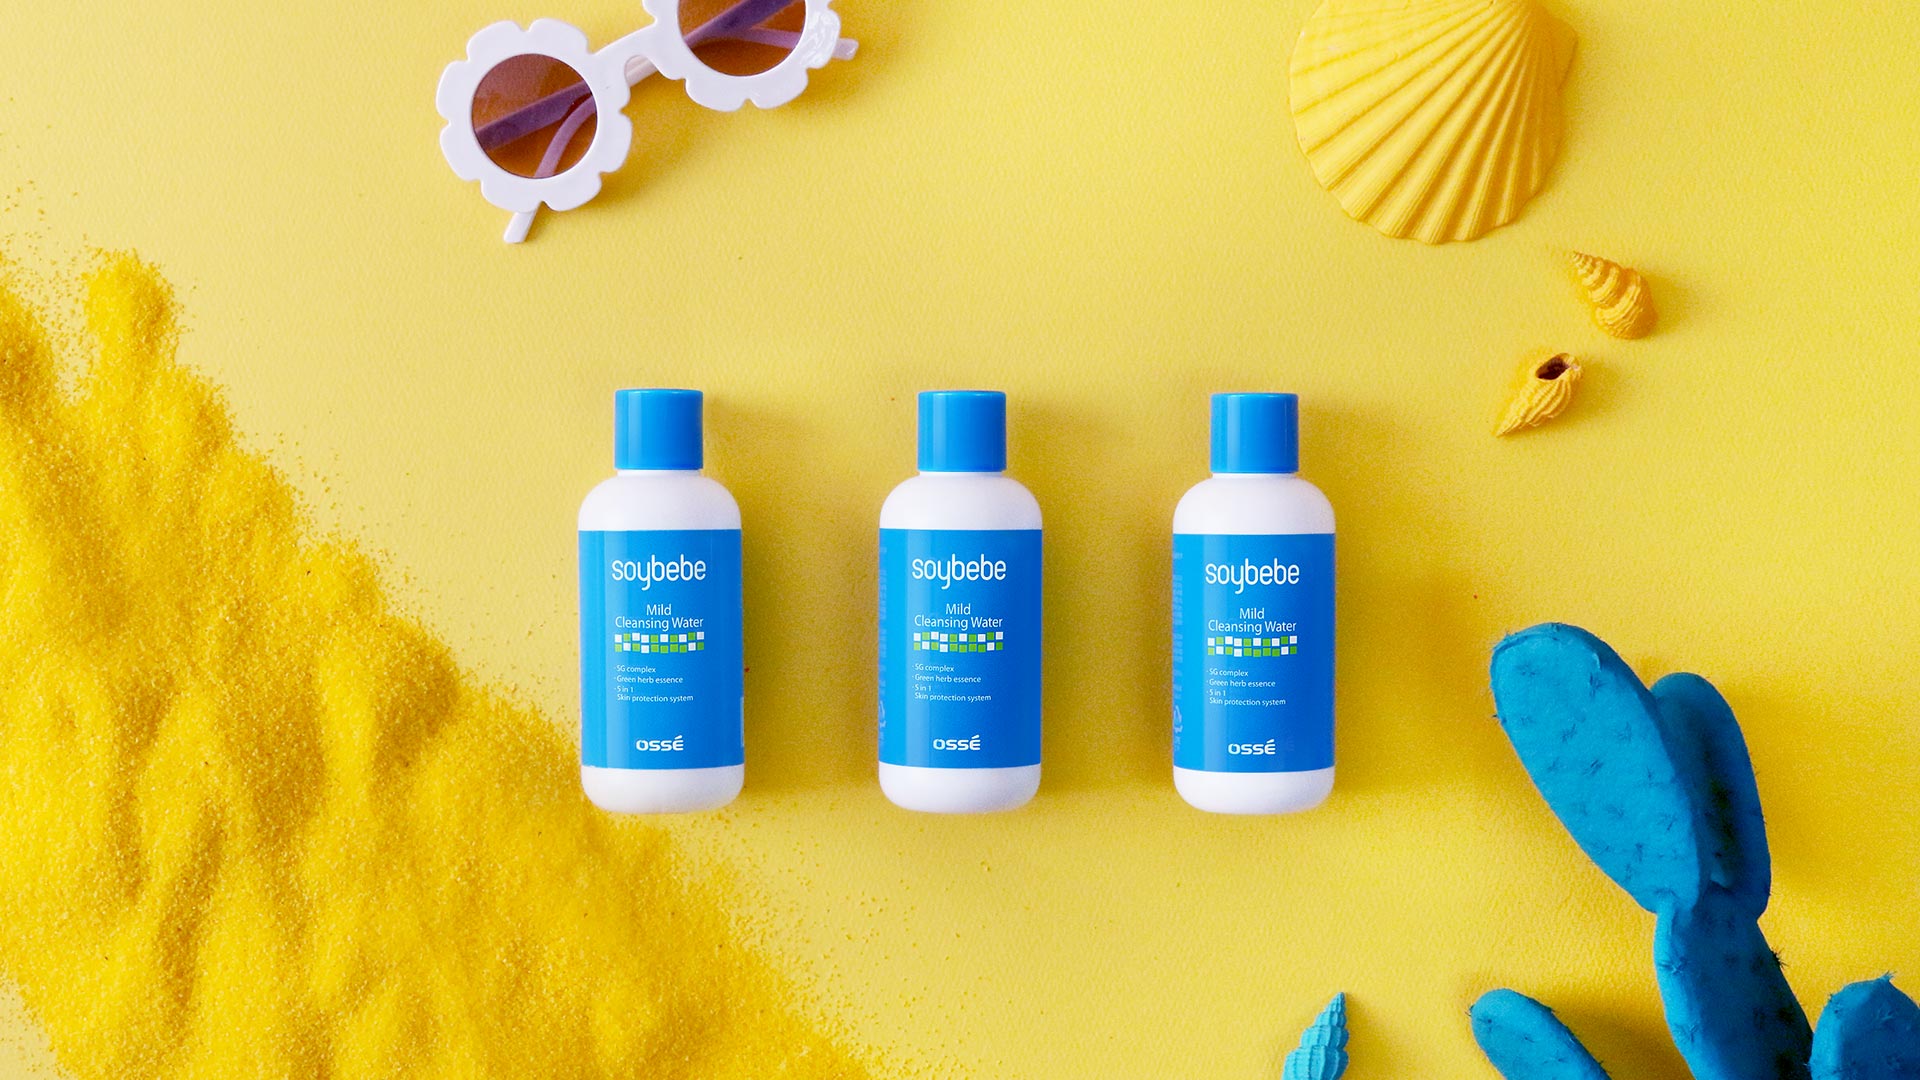 soybebe
Mild
Cleansing Water
· SG complex
· Green herb essence
· 5 in 1
Skin protection system
OSSÉ
soybebe
Mild
Cleansing Water
· SG complex
· Green herb essence
· 5 in 1
Skin protection system
OSSÉ
soybebe
Mild
Cleansing Water
· SG complex
· Green herb essence
· 5 in 1
Skin protection system
OSSÉ